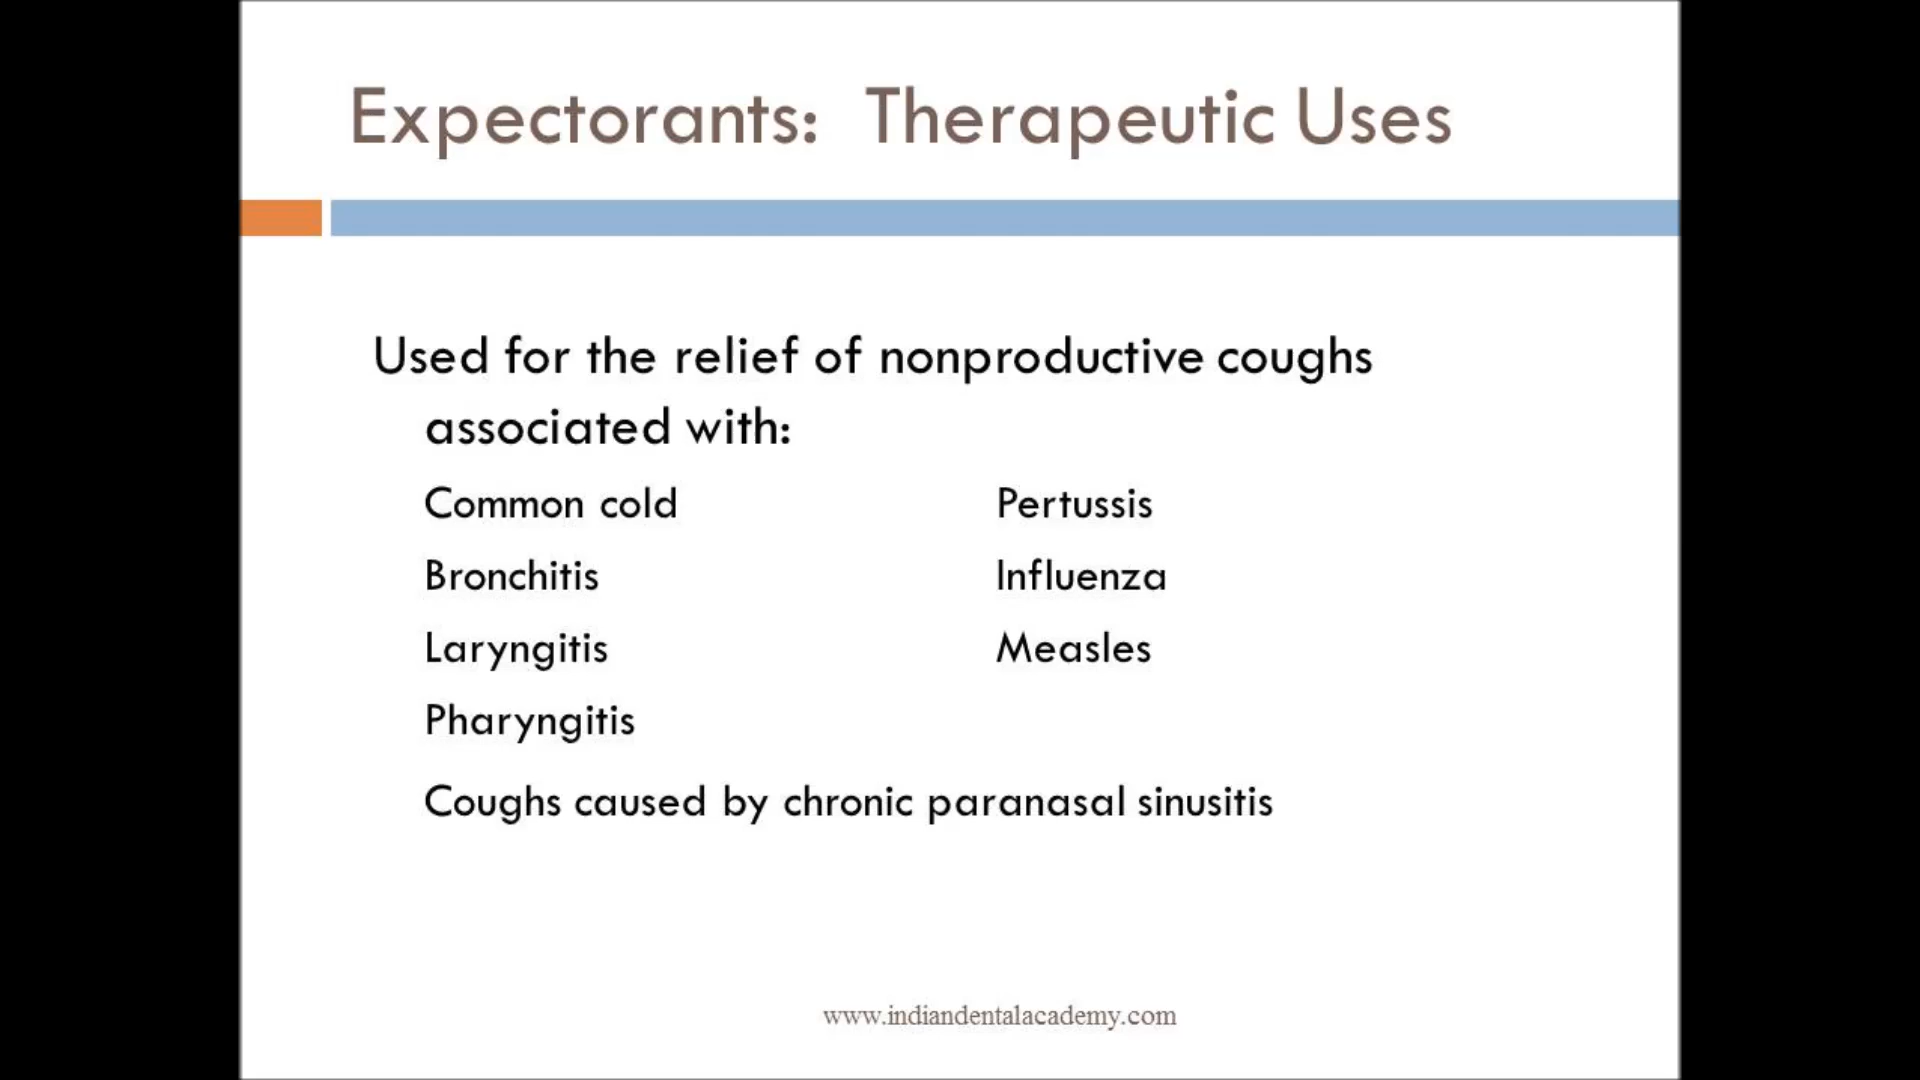 Expectorants: Therapeutic Uses
Used for the relief of nonproductive coughs
associated with:
Common cold Pertussis
Bronchitis Influenza
Laryngitis Measles
Pharyngitis
Coughs caused by chronic paranasal sinusitis
www.indiandentalacademy.com